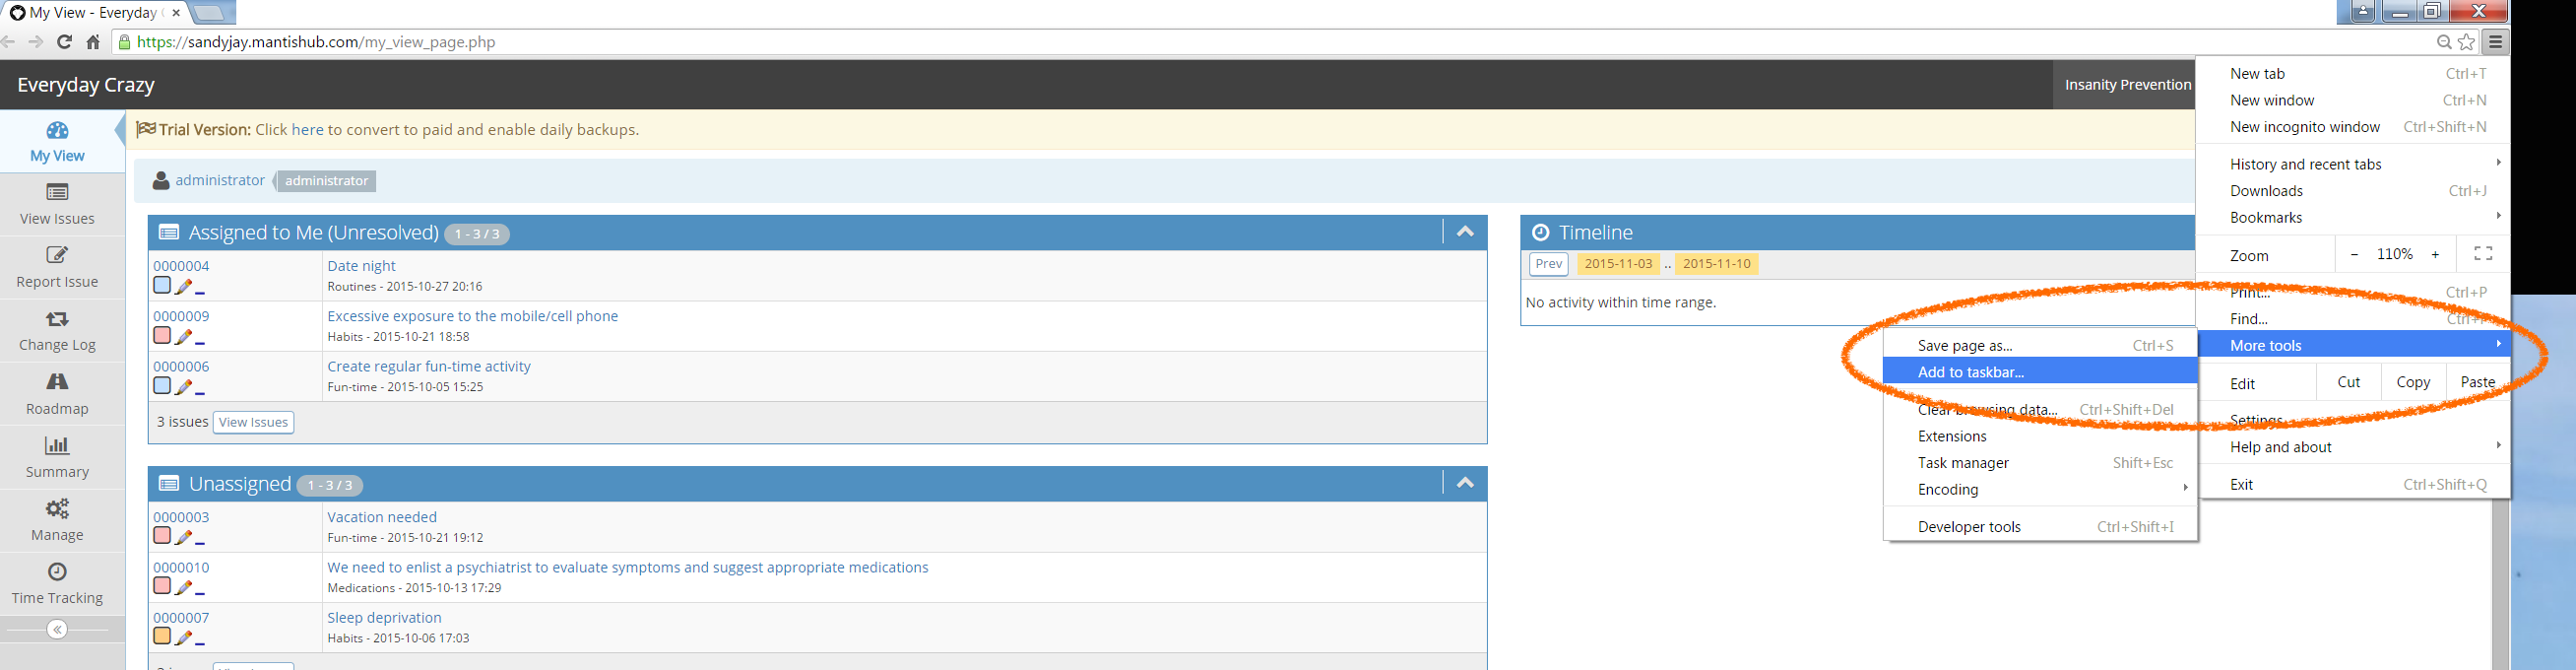 My View - Everyday C
https://sandyjay.mantishub.com/my_view_page.php
Everyday Crazy
Insanity Prevention
My View
View Issues
Report Issue
Change Log
Roadmap
Summary
Manage
Time Tracking
Trial Version: Click here to convert to paid and enable daily backups.
administrator administrator
Assigned to Me (Unresolved) 1 - 3 / 3
0000004 Date night
Routines - 2015-10-27 20:16
0000009 Excessive exposure to the mobile/cell phone
Habits - 2015-10-21 18:58
0000006 Create regular fun-time activity
Fun-time - 2015-10-05 15:25
3 issues View Issues
Unassigned 1 - 3 / 3
0000003 Vacation needed
Fun-time - 2015-10-21 19:12
0000010 We need to enlist a psychiatrist to evaluate symptoms and suggest appropriate medications
Medications - 2015-10-13 17:29
0000007 Sleep deprivation
Habits - 2015-10-06 17:03
Timeline
Prev 2015-11-03 .. 2015-11-10
No activity within time range.
New tab Ctrl+T
New window Ctrl+N
New incognito window Ctrl+Shift+N
History and recent tabs
Downloads Ctrl+J
Bookmarks
Zoom - 110% +
Print... Ctrl+P
Find...
More tools
Edit Cut Copy Paste
Settings
Help and about
Exit Ctrl+Shift+Q
Save page as... Ctrl+S
Add to taskbar...
Clear browsing data... Ctrl+Shift+Del
Extensions
Task manager Shift+Esc
Encoding
Developer tools Ctrl+Shift+I